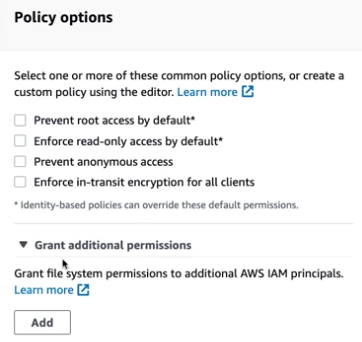 Policy options
Select one or more of these common policy options, or create a
custom policy using the editor. Learn more
Prevent root access by default*
Enforce read-only access by default*
Prevent anonymous access
Enforce in-transit encryption for all clients
* Identity-based policies can override these default permissions.
Grant additional permissions
Grant file system permissions to additional AWS IAM principals.
Learn more
Add